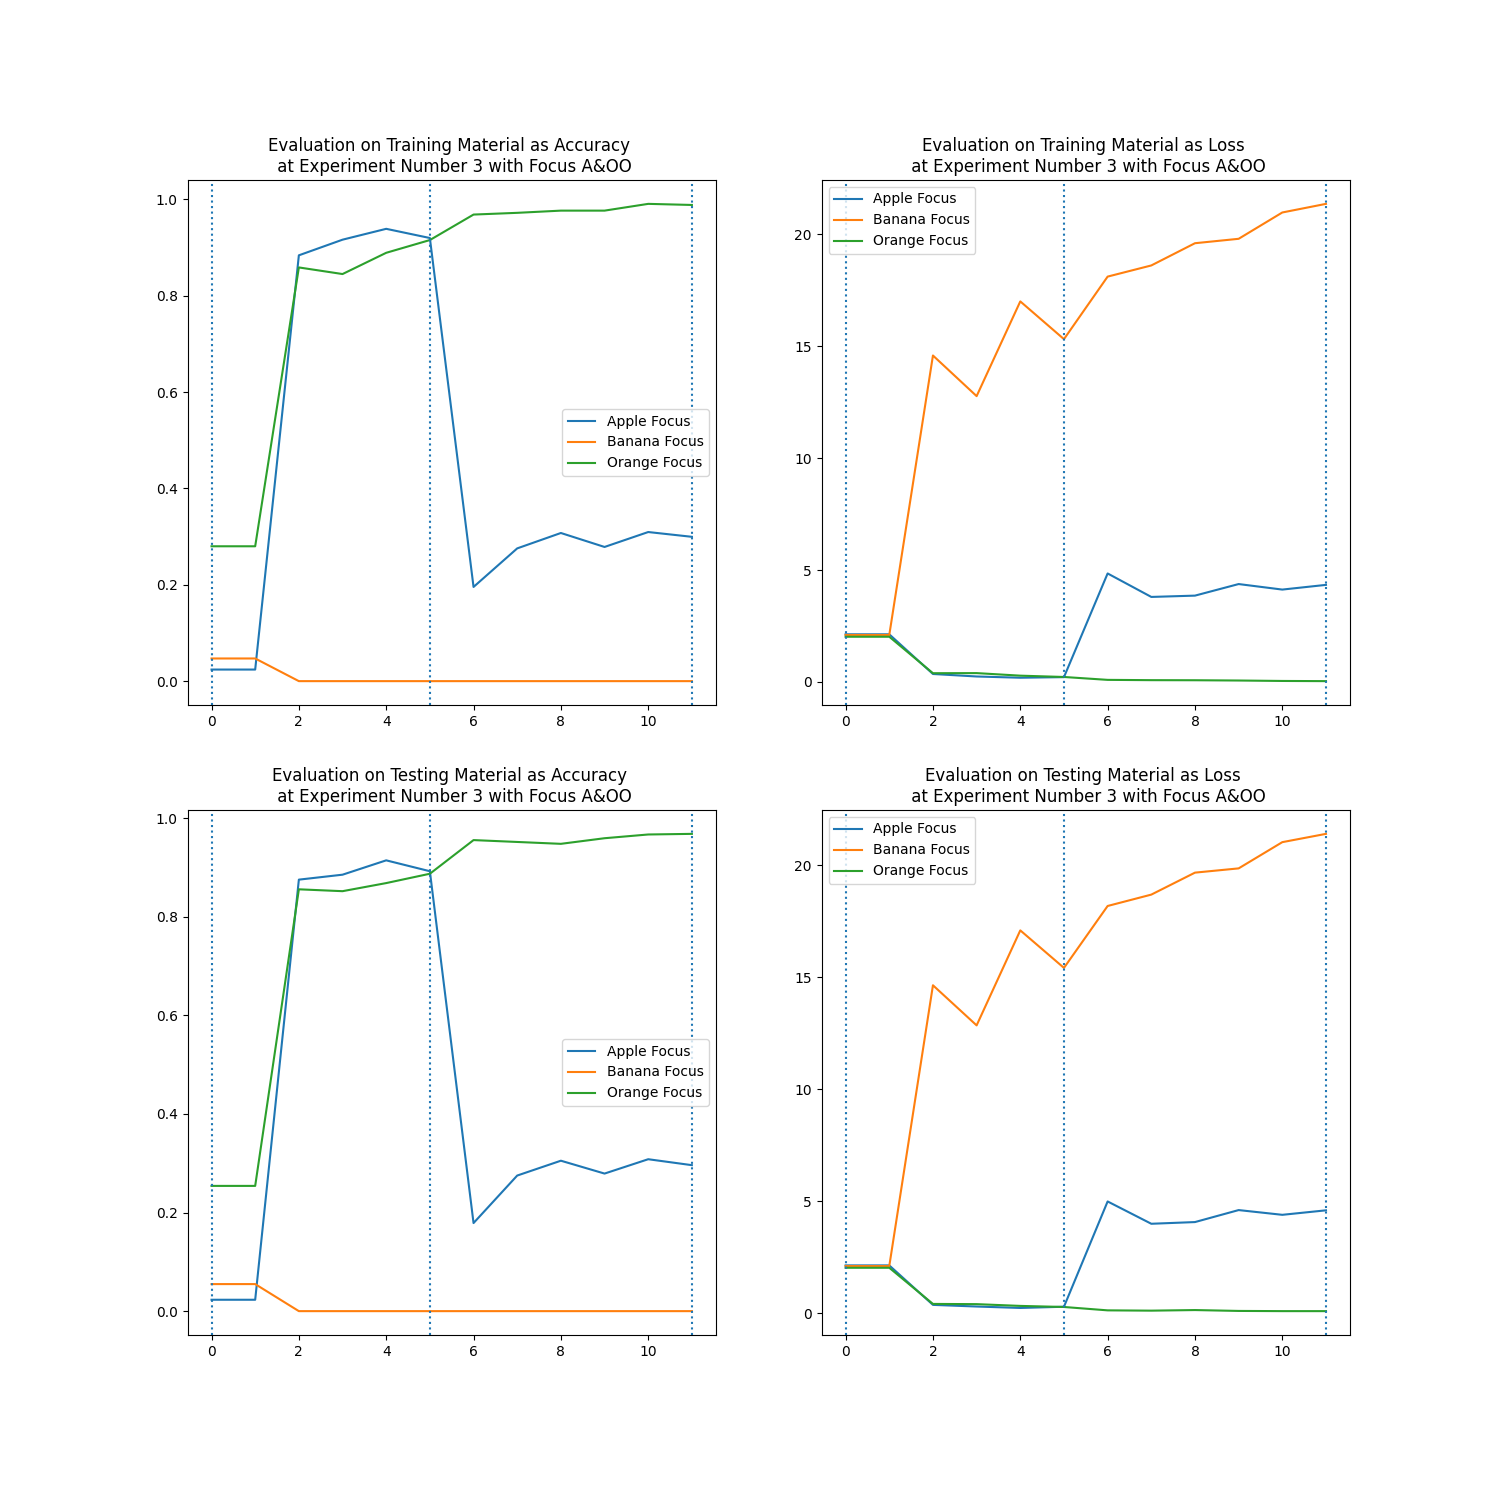 Evaluation on Training Material as Accuracy
at Experiment Number 3 with Focus A&OO
1.0
0.8
0.6
0.4
0.2
0.0
0 2 4 6 8 10
Apple Focus
Banana Focus
Orange Focus
Evaluation on Training Material as Loss
at Experiment Number 3 with Focus A&OO
20
15
10
5
0
0 2 4 6 8 10
Apple Focus
Banana Focus
Orange Focus
Evaluation on Testing Material as Accuracy
at Experiment Number 3 with Focus A&OO
1.0
0.8
0.6
0.4
0.2
0.0
0 2 4 6 8 10
Apple Focus
Banana Focus
Orange Focus
Evaluation on Testing Material as Loss
at Experiment Number 3 with Focus A&OO
20
15
10
5
0
0 2 4 6 8 10
Apple Focus
Banana Focus
Orange Focus